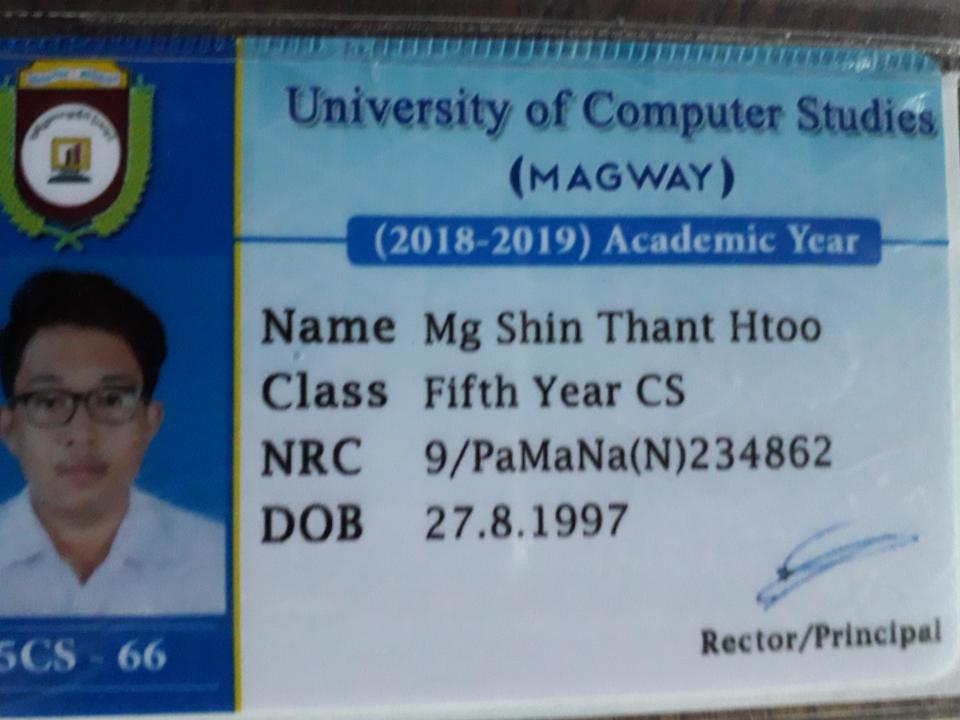 University of Computer Studies
(MAGWAY)
(2018-2019) Academic Year
Name Mg Shin Thant Htoo
Class Fifth Year CS
NRC 9/PaMaNa(N)234862
DOB 27.8.1997
5CS - 66
Rector/Principal